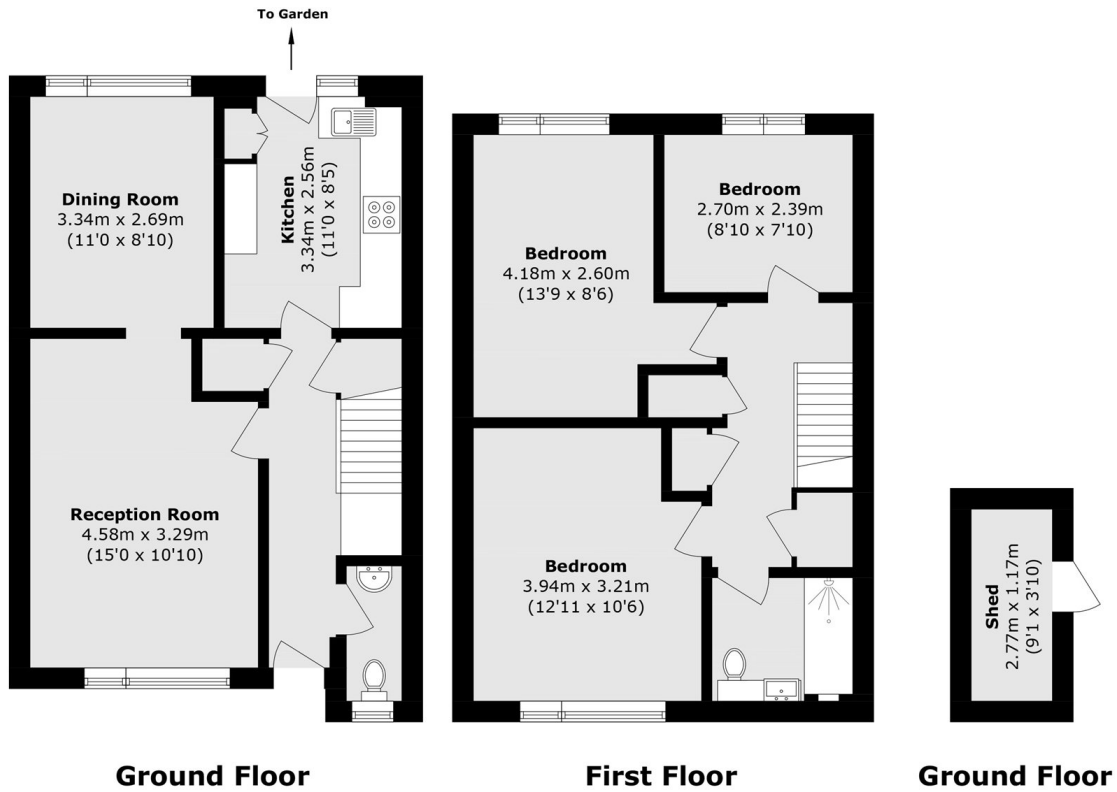 To Garden
Dining Room
3.34m x 2.69m
(11'0 x 8'10)
Kitchen
3.34m x 2.56m
(11'0 x 8'5)
Reception Room
4.58m x 3.29m
(15'0 x 10'10)
Ground Floor
Bedroom
4.18m x 2.60m
(13'9 x 8'6)
Bedroom
2.70m x 2.39m
(8'10 x 7'10)
Bedroom
3.94m x 3.21m
(12'11 x 10'6)
First Floor
Shed
2.77m x 1.17m
(9'1 x 3'10)
Ground Floor